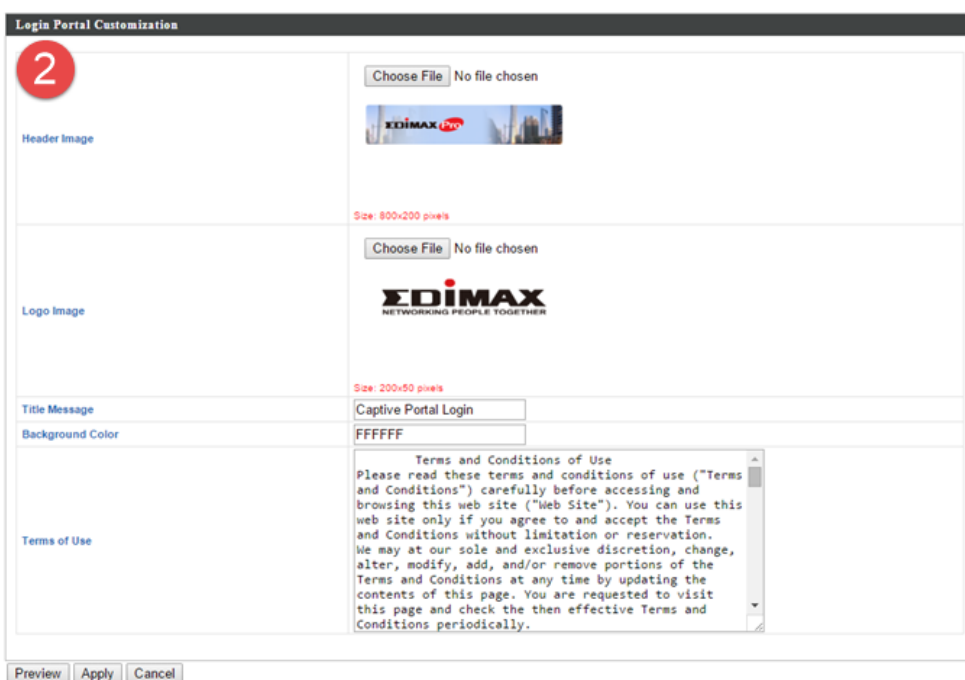 Login Portal Customization
2
Choose File No file chosen
EDIMAX Pro
Header Image
Size: 800x200 pixels
Choose File No file chosen
EDIMAX
NETWORKING PEOPLE TOGETHER
Logo Image
Size: 200x50 pixels
Title Message Captive Portal Login
Background Color FFFFFF
Terms and Conditions of Use
Please read these terms and conditions of use ("Terms
and Conditions") carefully before accessing and
browsing this web site ("Web Site"). You can use this
web site only if you agree to and accept the Terms
and Conditions without limitation or reservation.
Terms of Use
We may at our sole and exclusive discretion, change,
alter, modify, add, and/or remove portions of the
Terms and Conditions at any time by updating the
contents of this page. You are requested to visit
this page and check the then effective Terms and
Conditions periodically.
Preview Apply Cancel